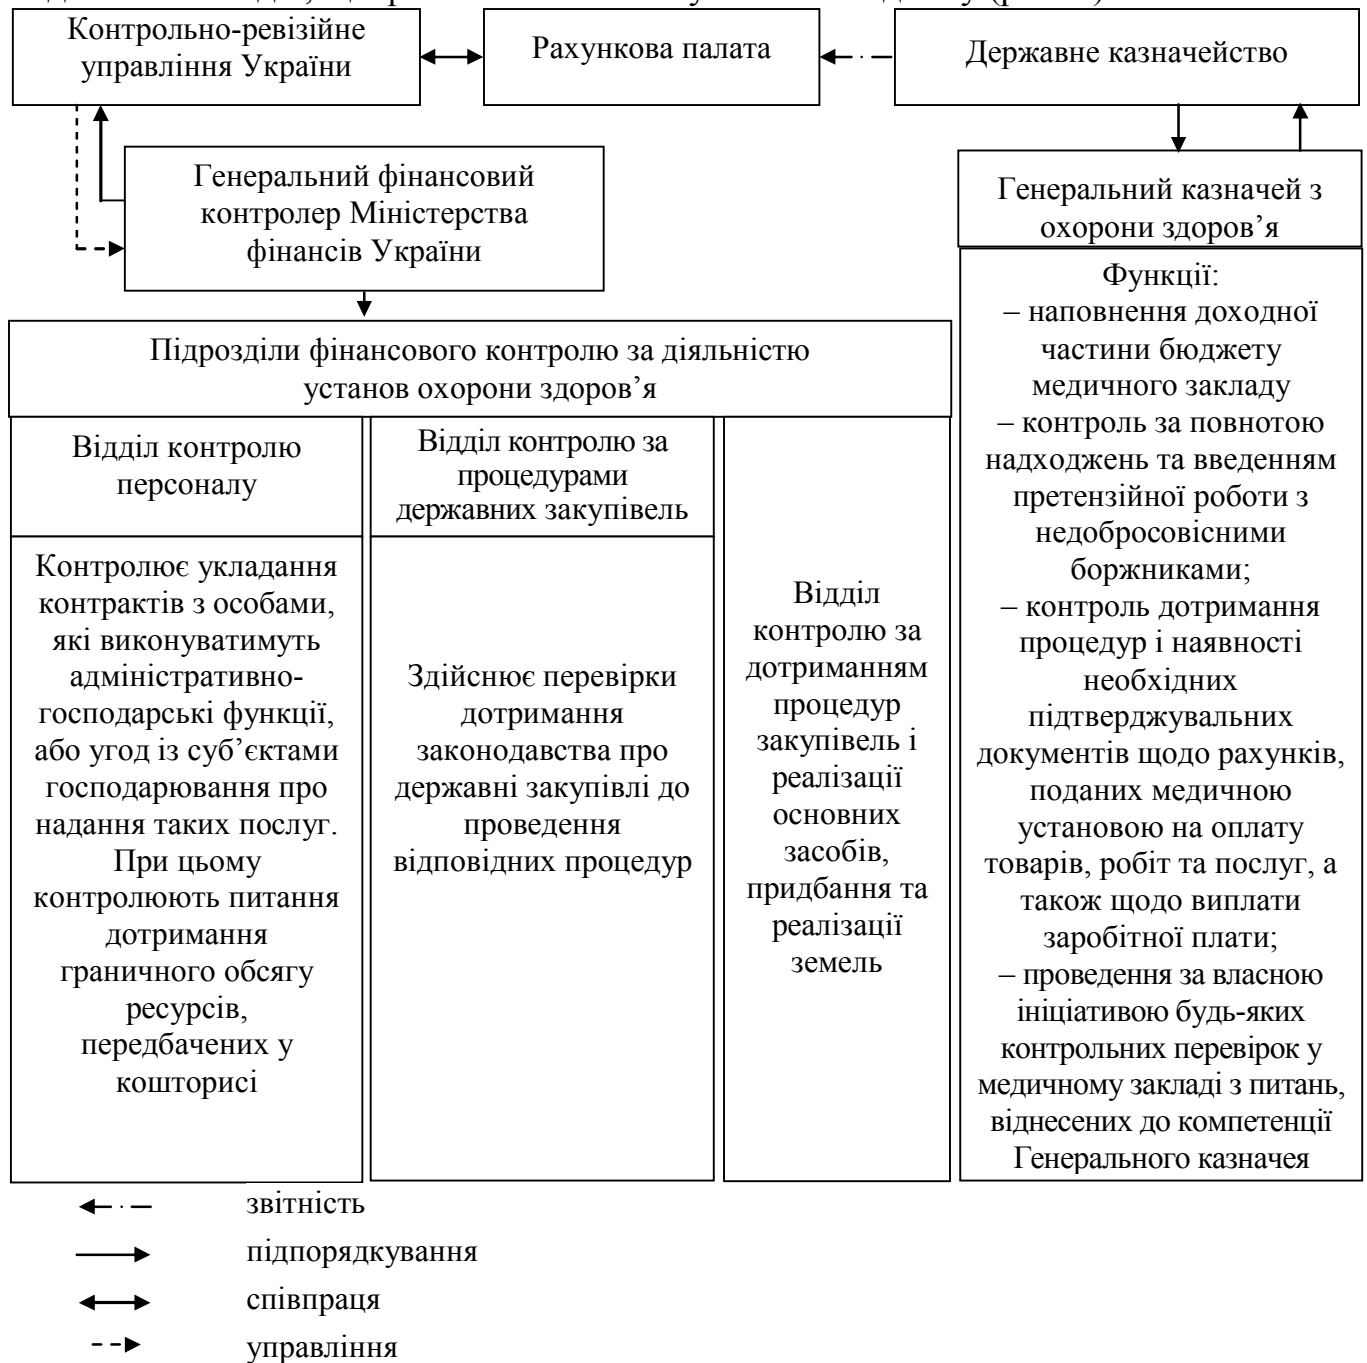 Контрольно-ревізійне
управління України
Рахункова палата
Державне казначейство
Генеральний фінансовий
контролер Міністерства
фінансів України
Генеральний казначей з
охорони здоров’я
Підрозділи фінансового контролю за діяльністю
установ охорони здоров’я
Відділ контролю
персоналу
Контролює укладання
контрактів з особами,
які виконуватимуть
адміністративно-
господарські функції,
або угод із суб’єктами
господарювання про
надання таких послуг.
При цьому
контролюють питання
дотримання
граничного обсягу
ресурсів,
передбачених у
кошторисі
Відділ контролю за
процедурами
державних закупівель
Здійснює перевірки
дотримання
законодавства про
державні закупівлі до
проведення
відповідних процедур
Відділ
контролю за
дотриманням
процедур
закупівель і
реалізації
основних
засобів,
придбання та
реалізації
земель
Функції:
– наповнення доходної
частини бюджету
медичного закладу
– контроль за повнотою
надходжень та введенням
претензійної роботи з
недобросовісними
боржниками;
– контроль дотримання
процедур і наявності
необхідних
підтверджувальних
документів щодо рахунків,
поданих медичною
установою на оплату
товарів, робіт та послуг, а
також щодо виплати
заробітної плати;
– проведення за власною
ініціативою будь-яких
контрольних перевірок у
медичному закладі з питань,
віднесених до компетенції
Генерального казначея
звітність
підпорядкування
співпраця
управління